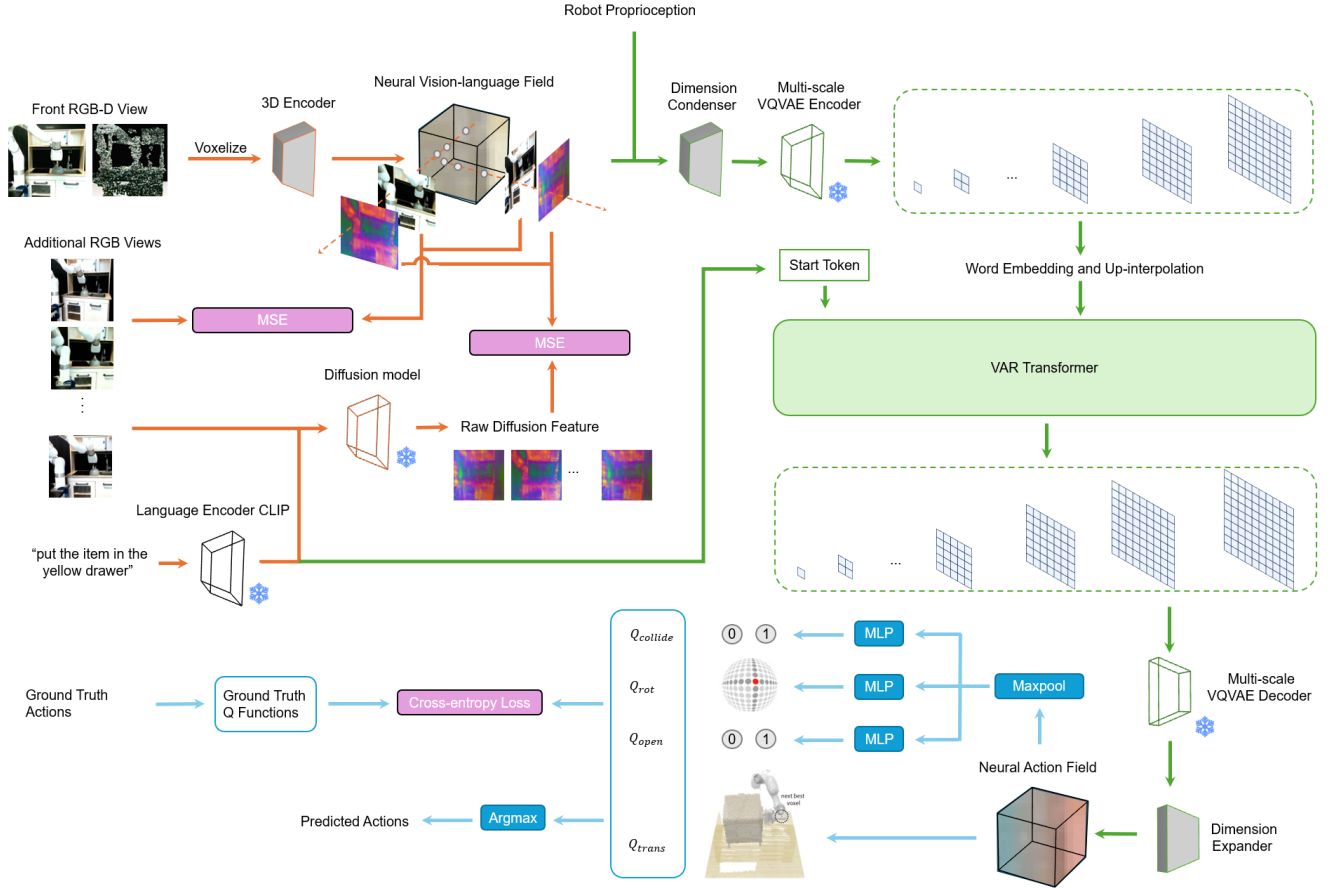 Robot Proprioception
Neural Vision-language Field
Dimension
Condenser
Multi-scale
VQVAE Encoder
3D Encoder
Front RGB-D View
Voxelize
...
Additional RGB Views
Start Token
Word Embedding and Up-interpolation
MSE
MSE
VAR Transformer
Diffusion model
Raw Diffusion Feature
...
Language Encoder CLIP
"put the item in the
yellow drawer"
...
Q_collide
0 1
MLP
Q_rot
MLP
Maxpool
Multi-scale
VQVAE Decoder
Ground Truth
Actions
Ground Truth
Q Functions
Cross-entropy Loss
Q_open
0 1
MLP
Neural Action Field
next best
voxel
Predicted Actions
Argmax
Q_trans
Dimension
Expander